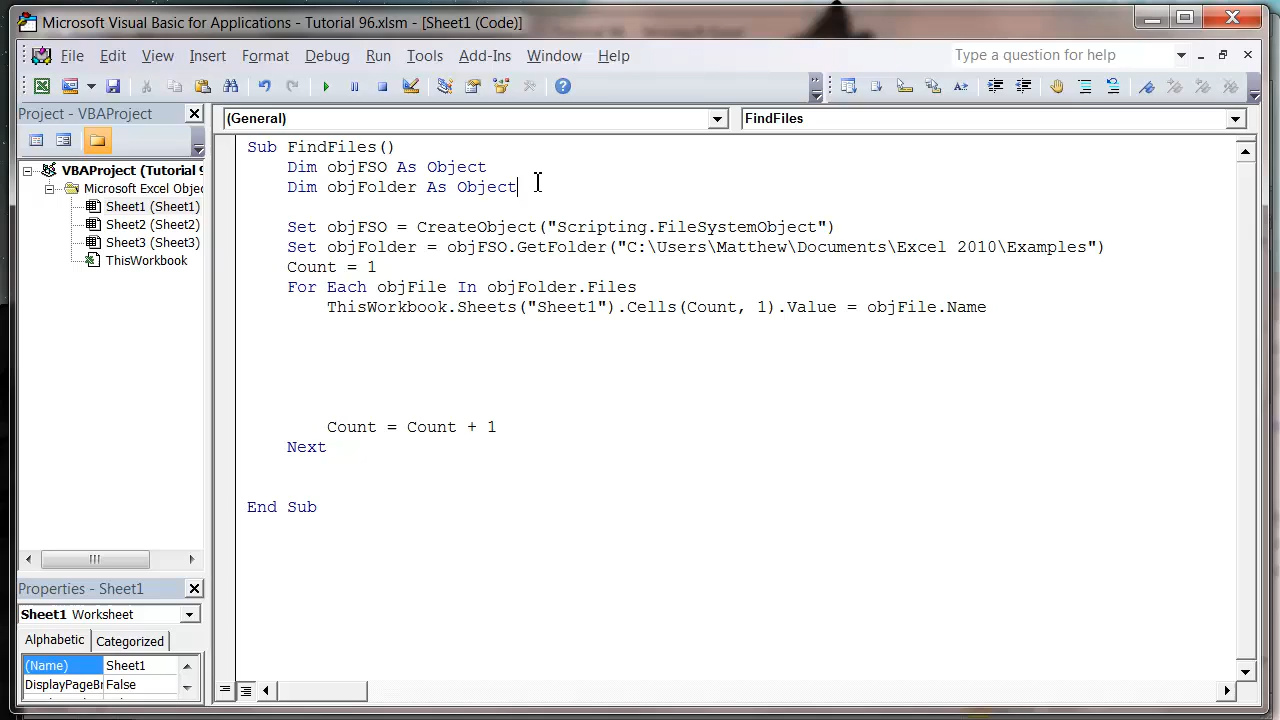 Microsoft Visual Basic for Applications - Tutorial 96.xlsm - [Sheet1 (Code)]
File Edit View Insert Format Debug Run Tools Add-Ins Window Help
Type a question for help
Project - VBAProject
(General)
FindFiles
VBAProject (Tutorial 9
Microsoft Excel Objec
Sheet1 (Sheet1)
Sheet2 (Sheet2)
Sheet3 (Sheet3)
ThisWorkbook
Sub FindFiles()
Dim objFSO As Object
Dim objFolder As Object
Set objFSO = CreateObject("Scripting.FileSystemObject")
Set objFolder = objFSO.GetFolder("C:\Users\Matthew\Documents\Excel 2010\Examples")
Count = 1
For Each objFile In objFolder.Files
ThisWorkbook.Sheets("Sheet1").Cells(Count, 1).Value = objFile.Name
Count = Count + 1
Next
End Sub
Properties - Sheet1
Sheet1 Worksheet
Alphabetic Categorized
(Name) Sheet1
DisplayPageBr False